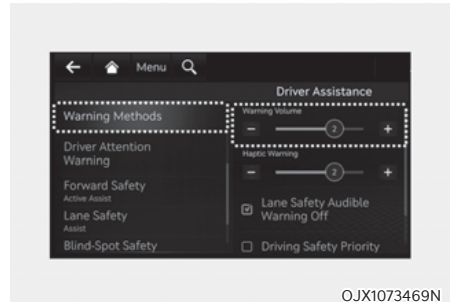 Menu
Driver Assistance
Warning Methods
Warning Volume
2
Driver Attention
Warning
Haptic Warning
2
Forward Safety
Active Assist
Lane Safety
Assist
Lane Safety Audible
Warning Off
Blind-Spot Safety
Driving Safety Priority
OJX1073469N